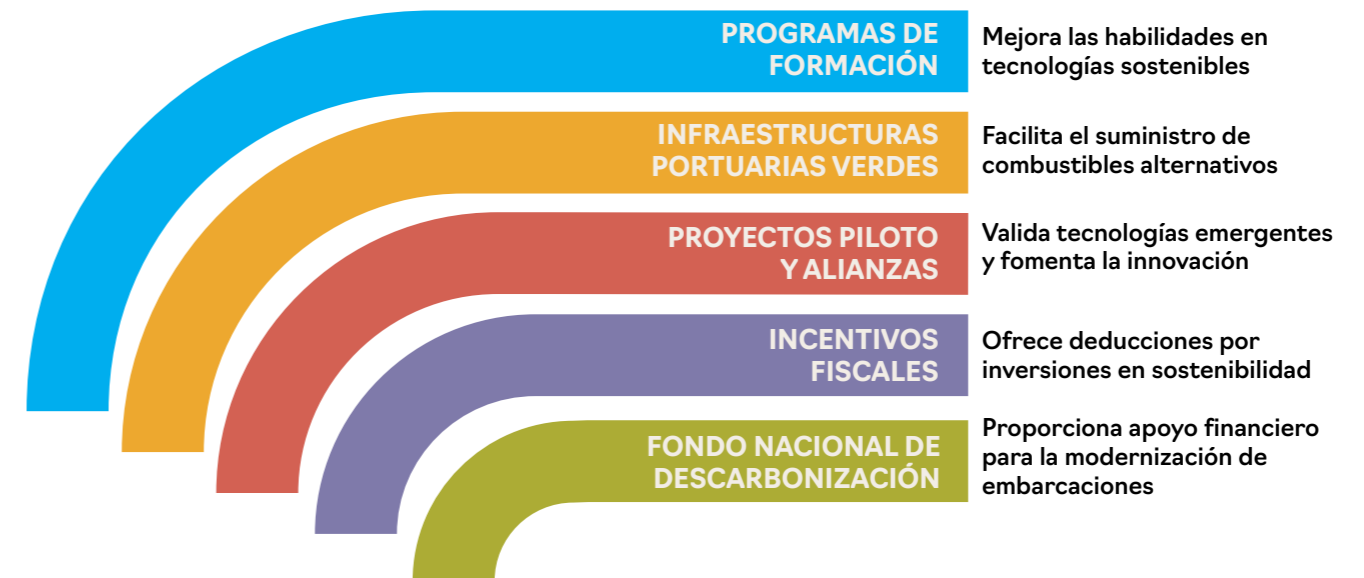 PROGRAMAS DE
FORMACIÓN
Mejora las habilidades en
tecnologías sostenibles
INFRAESTRUCTURAS
PORTUARIAS VERDES
Facilita el suministro de
combustibles alternativos
PROYECTOS PILOTO
Y ALIANZAS
Valida tecnologías emergentes
y fomenta la innovación
INCENTIVOS
FISCALES
Ofrece deducciones por
inversiones en sostenibilidad
FONDO NACIONAL DE
DESCARBONIZACIÓN
Proporciona apoyo financiero
para la modernización de
embarcaciones